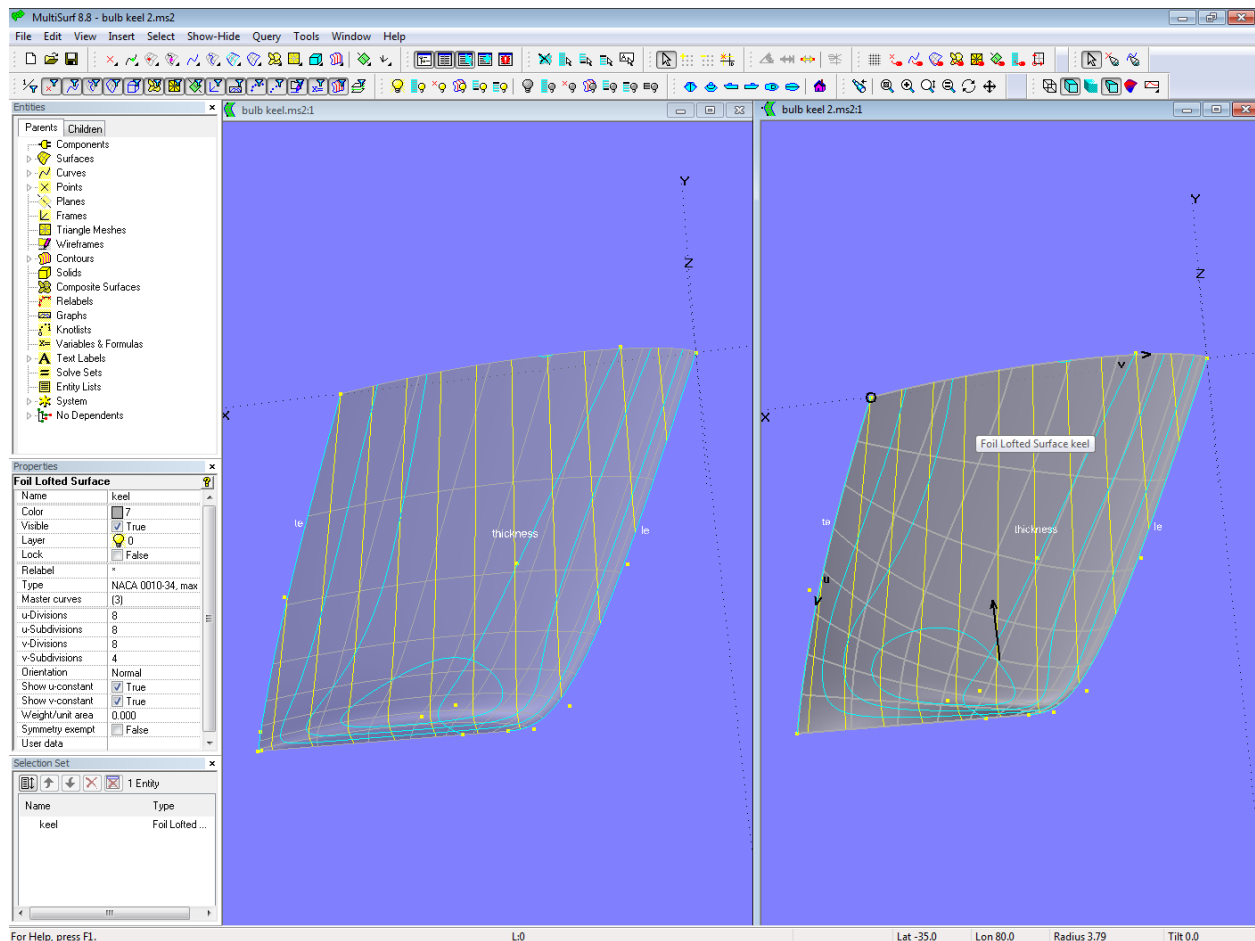 MultiSurf 8.8 - bulb keel 2.ms2
File Edit View Insert Select Show-Hide Query Tools Window Help
Entities
Parents Children
Components
Surfaces
Curves
Points
Planes
Frames
Triangle Meshes
Wireframes
Contours
Solids
Composite Surfaces
Relabels
Graphs
Knotlists
Variables & Formulas
Text Labels
Solve Sets
Entity Lists
System
No Dependents
Properties
Foil Lofted Surface
Name keel
Color 7
Visible True
Layer 0
Lock False
Relabel *
Type NACA 0010-34, max
Master curves (3)
u-Divisions 8
u-Subdivisions 8
v-Divisions 8
v-Subdivisions 4
Orientation Normal
Show u-constant True
Show v-constant True
Weight/unit area 0.000
Symmetry exempt False
User data
Selection Set
1 Entity
Name Type
keel Foil Lofted ...
bulb keel.ms2:1
Y
Z
X
te
thickness
le
bulb keel 2.ms2:1
Y
Z
v
X
Foil Lofted Surface keel
te
thickness
le
u
For Help, press F1. L:0 Lat -35.0 Lon 80.0 Radius 3.79 Tilt 0.0